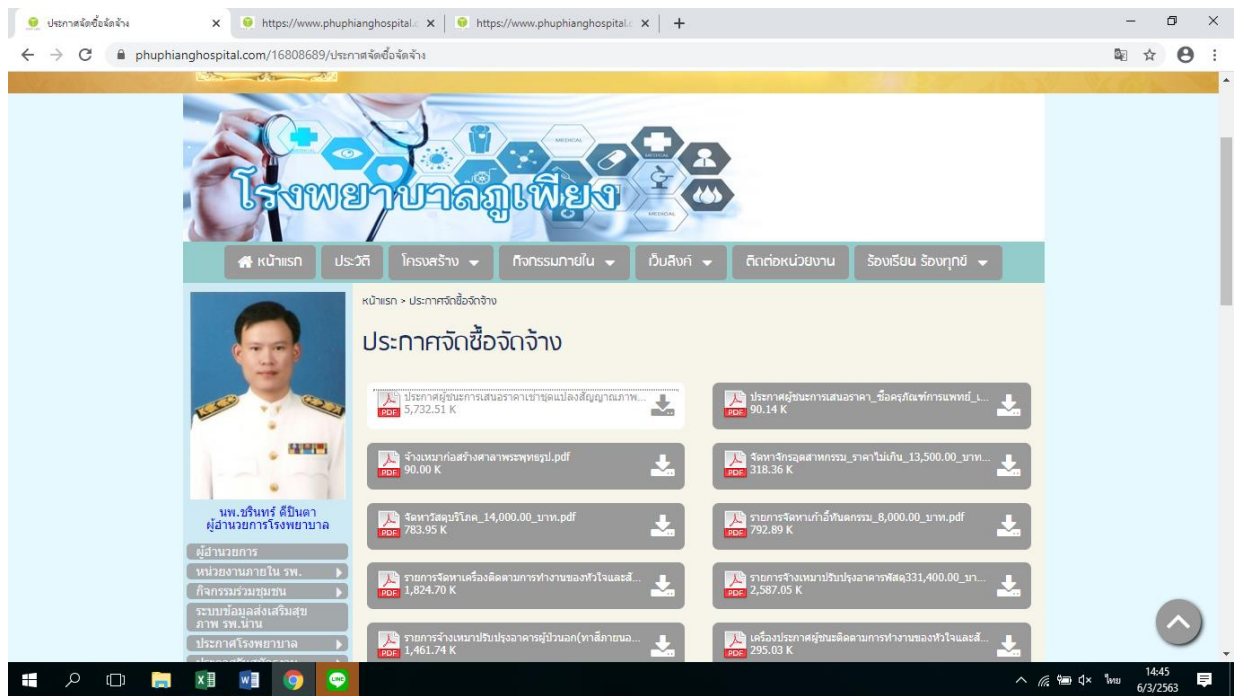 ประกาศจัดซื้อจัดจ้าง
https://www.phuphianghospital.c
https://www.phuphianghospital.c
phuphianghospital.com/16808689/ประกาศจัดซื้อจัดจ้าง
MEDICAL
MEDICAL
MEDICAL
โรงพยาบาลภูเพียง
หน้าแรก ประวัติ โครงสร้าง กิจกรรมภายใน เว็บลิงค์ ติดต่อหน่วยงาน ร้องเรียน ร้องทุกข์
หน้าแรก > ประกาศจัดซื้อจัดจ้าง
ประกาศจัดซื้อจัดจ้าง
PDF ประกาศผู้ชนะการเสนอราคาเช่าชุดแปลงสัญญาณภาพ...
5,732.51 K
PDF ประกาศผู้ชนะการเสนอราคา_ซื้อครุภัณฑ์การแพทย์_เ...
90.14 K
PDF จ้างเหมาก่อสร้างศาลาพระพุทธรูป.pdf
90.00 K
PDF จัดหาจักรอุตสาหกรรม_ราคาไม่เกิน_13,500.00_บาท...
318.36 K
PDF จัดหาวัสดุบริโภค_14,000.00_บาท.pdf
783.95 K
PDF รายการจัดหาเก้าอี้ทันตกรรม_8,000.00_บาท.pdf
792.89 K
PDF รายการจัดหาเครื่องติดตามการทำงานของหัวใจและสั...
1,824.70 K
PDF รายการจ้างเหมาปรับปรุงอาคารพัสดุ331,400.00_บา...
2,587.05 K
PDF รายการจ้างเหมาปรับปรุงอาคารผู้ป่วยนอก(ทาสีภายนอ...
1,461.74 K
PDF เครื่องประกาศผู้ชนะติดตามการทำงานของหัวใจและสั...
295.03 K
นพ.ชรินทร์ ดีปินตา
ผู้อำนวยการโรงพยาบาล
ผู้อำนวยการ
หน่วยงานภายใน รพ.
กิจกรรมร่วมชุมชน
ระบบข้อมูลส่งเสริมสุข
ภาพ รพ.น่าน
ประกาศโรงพยาบาล
ไทย
14:45
6/3/2563